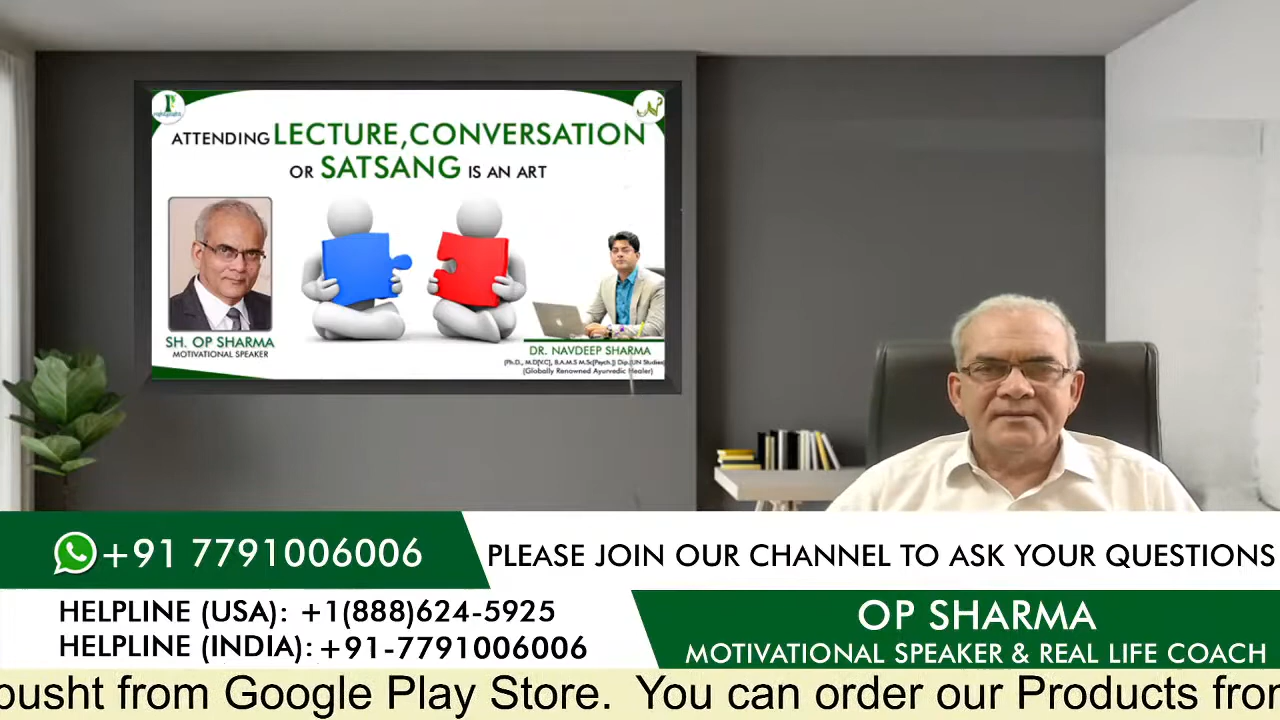 ATTENDING LECTURE,CONVERSATION
OR SATSANG IS AN ART
SH. OP SHARMA
MOTIVATIONAL SPEAKER
DR. NAVDEEP SHARMA
(Globally Renowned Ayurvedic Healer)
+91 7791006006
PLEASE JOIN OUR CHANNEL TO ASK YOUR QUESTIONS
HELPLINE (USA): +1(888)624-5925
HELPLINE (INDIA):+91-7791006006
OP SHARMA
MOTIVATIONAL SPEAKER & REAL LIFE COACH
pusht from Google Play Store. You can order our Products from